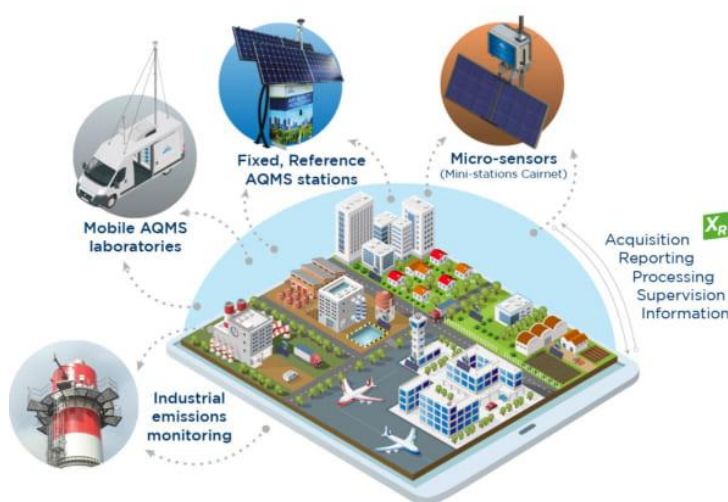 Fixed, Reference
AQMS stations
Micro-sensors
(Mini-stations Cairnet)
Mobile AQMS
laboratories
XR
Acquisition
Reporting
Processing
Supervision
Information
Industrial
emissions
monitoring